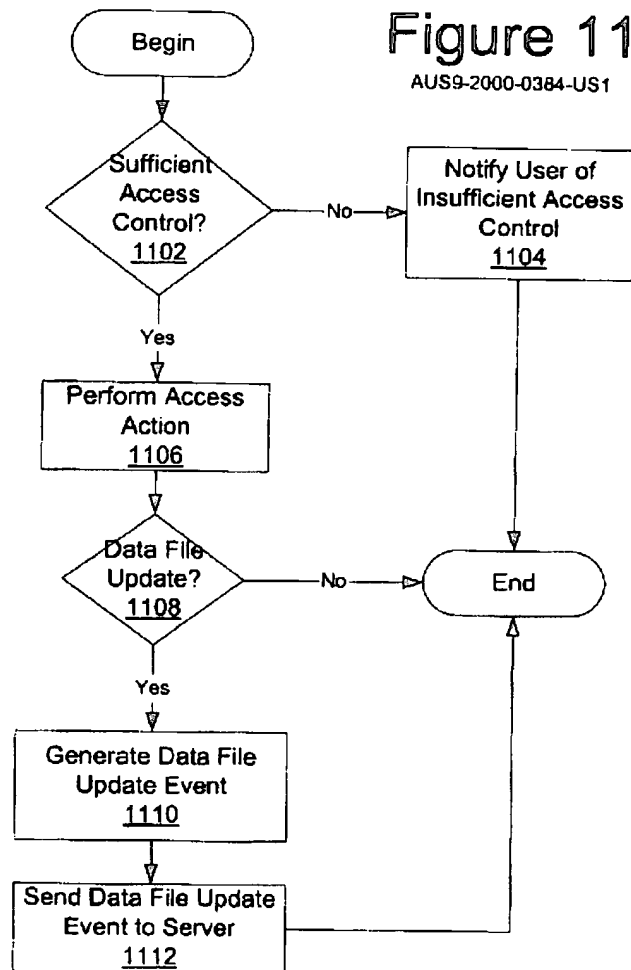 Figure 11
AUS9-2000-0384-US1
Begin
Sufficient
Access
Control?
1102
No
Notify User of
Insufficient Access
Control
1104
Yes
Perform Access
Action
1106
Data File
Update?
1108
No
End
Yes
Generate Data File
Update Event
1110
Send Data File Update
Event to Server
1112